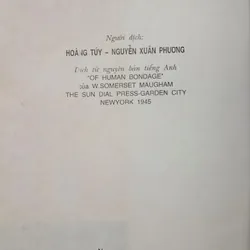 Người dịch:
HOÀNG TÚY - NGUYỄN XUÂN PHƯƠNG
Dịch từ nguyên bản tiếng Anh
"OF HUMAN BONDAGE"
của W.SOMERSET MAUGHAM
THE SUN DIAL PRESS-GARDEN CITY
NEWYORK 1945